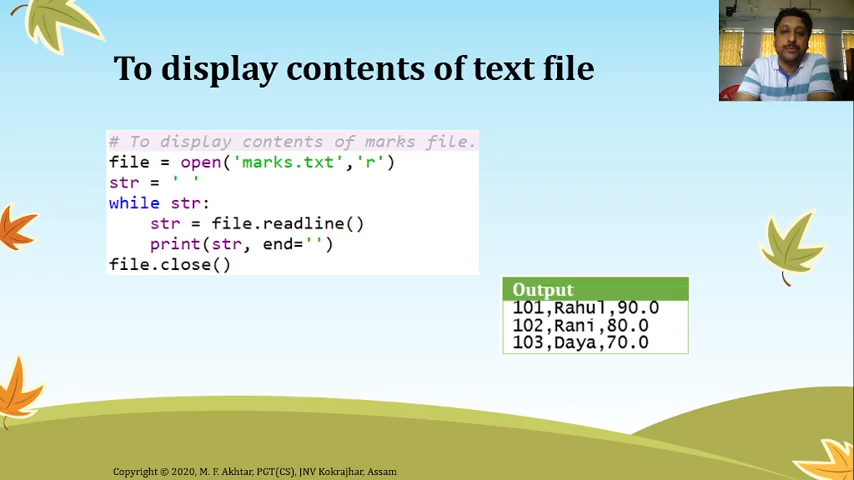 To display contents of text file
# To display contents of marks file.
file = open('marks.txt','r')
str = ' '
while str:
    str = file.readline()
    print(str, end='')
file.close()
Output
101,Rahul,90.0
102,Rani,80.0
103,Daya,70.0
Copyright © 2020, M. F. Akhtar, PGT(CS), JNV Kokrajhar, Assam